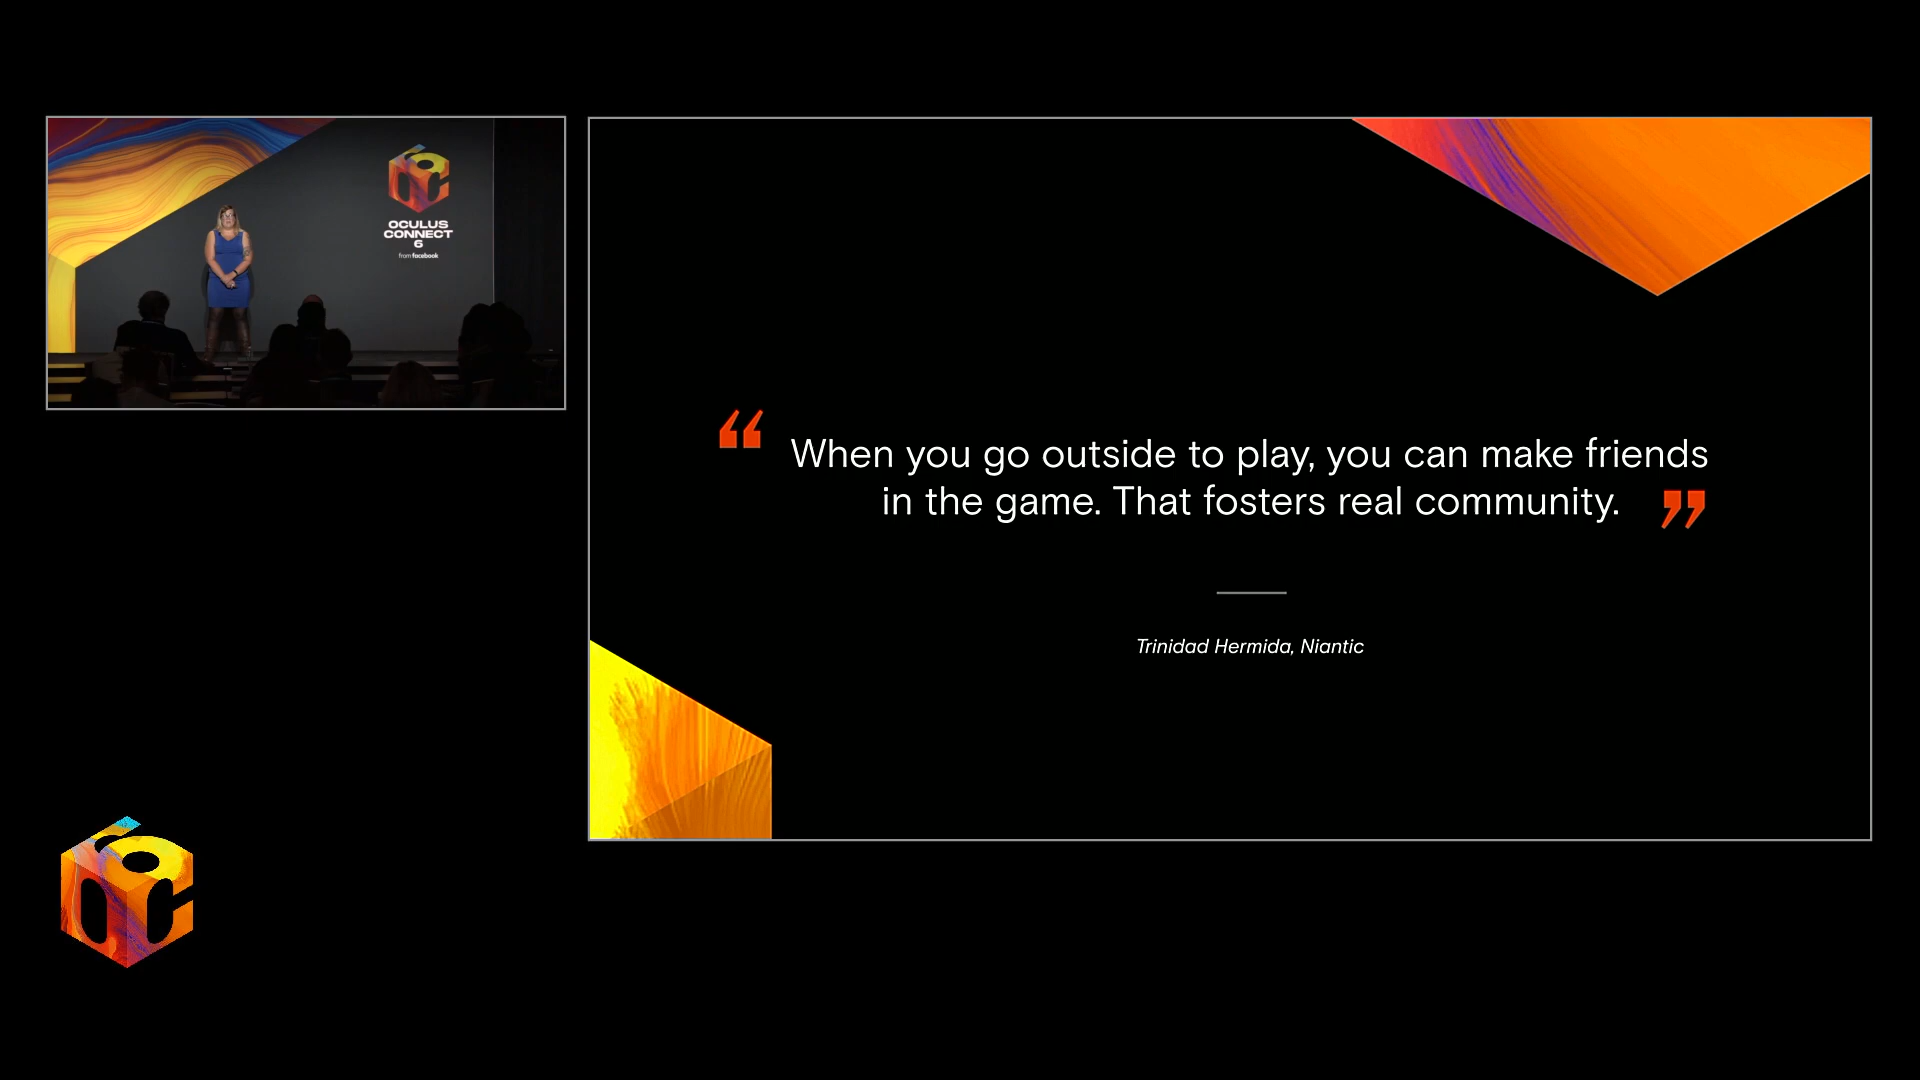 OCULUS
CONNECT
6
from facebook
“ When you go outside to play, you can make friends
in the game. That fosters real community. ”
Trinidad Hermida, Niantic